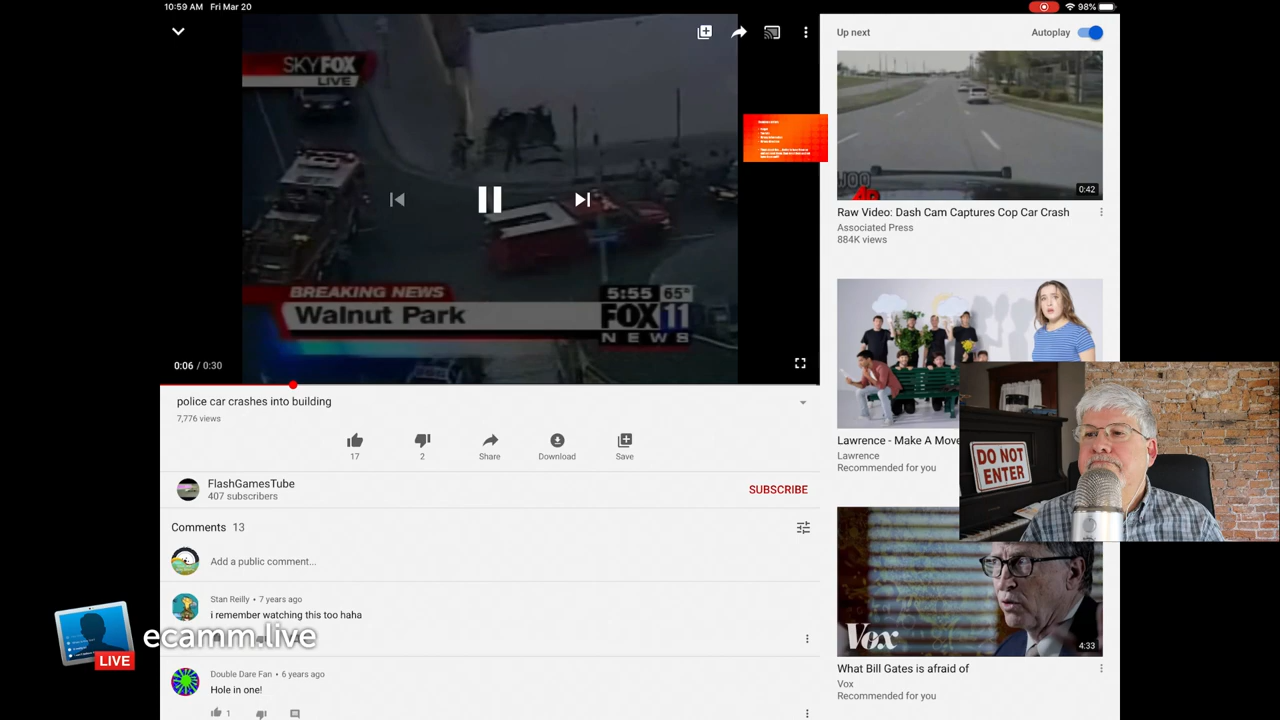 10:59 AM Fri Mar 20
98%
SKYFOX
LIVE
BREAKING NEWS
Walnut Park
5:55 65°
FOX 11
NEWS
0:06 / 0:30
police car crashes into building
7,776 views
17
2
Share
Download
Save
FlashGamesTube
407 subscribers
SUBSCRIBE
Comments 13
Add a public comment...
Stan Reilly • 7 years ago
i remember watching this too haha
Double Dare Fan • 6 years ago
Hole in one!
1
Up next
Autoplay
0:42
Raw Video: Dash Cam Captures Cop Car Crash
Associated Press
884K views
Lawrence - Make A Move
Lawrence
Recommended for you
DO NOT
ENTER
Vox
4:33
What Bill Gates is afraid of
Vox
Recommended for you
LIVE
ecamm.live